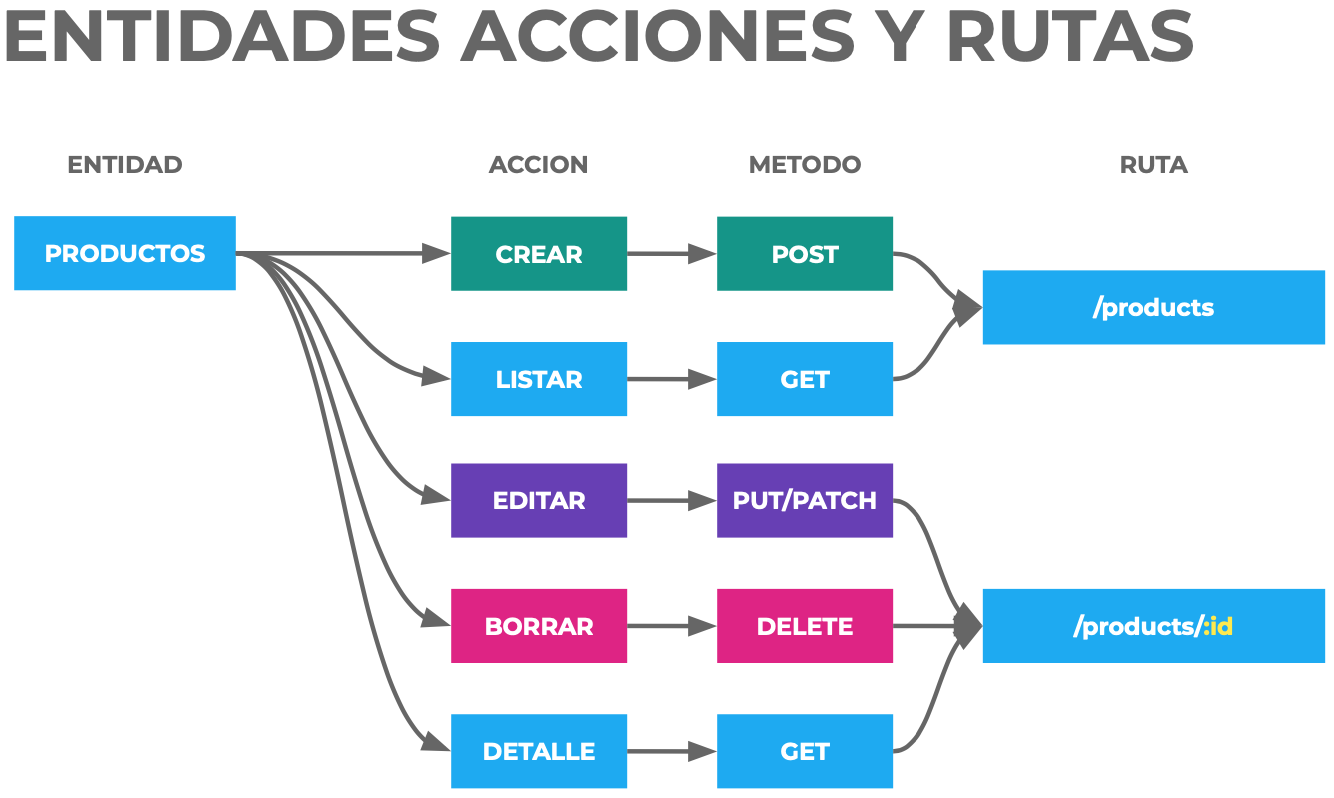 ENTIDADES ACCIONES Y RUTAS
ENTIDAD
ACCION
METODO
RUTA
PRODUCTOS
CREAR
POST
/products
LISTAR
GET
EDITAR
PUT/PATCH
BORRAR
DELETE
/products/:id
DETALLE
GET